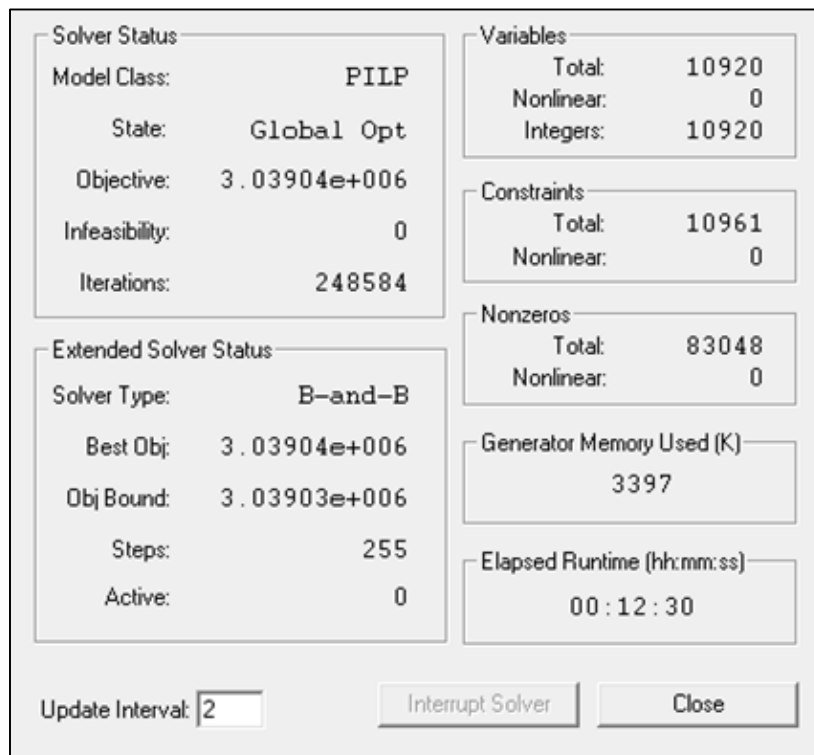 Solver Status
Model Class: PILP
State: Global Opt
Objective: 3.03904e+006
Infeasibility: 0
Iterations: 248584
Extended Solver Status
Solver Type: B-and-B
Best Obj: 3.03904e+006
Obj Bound: 3.03903e+006
Steps: 255
Active: 0
Variables
Total: 10920
Nonlinear: 0
Integers: 10920
Constraints
Total: 10961
Nonlinear: 0
Nonzeros
Total: 83048
Nonlinear: 0
Generator Memory Used (K)
3397
Elapsed Runtime (hh:mm:ss)
00:12:30
Update Interval: 2
Interrupt Solver
Close